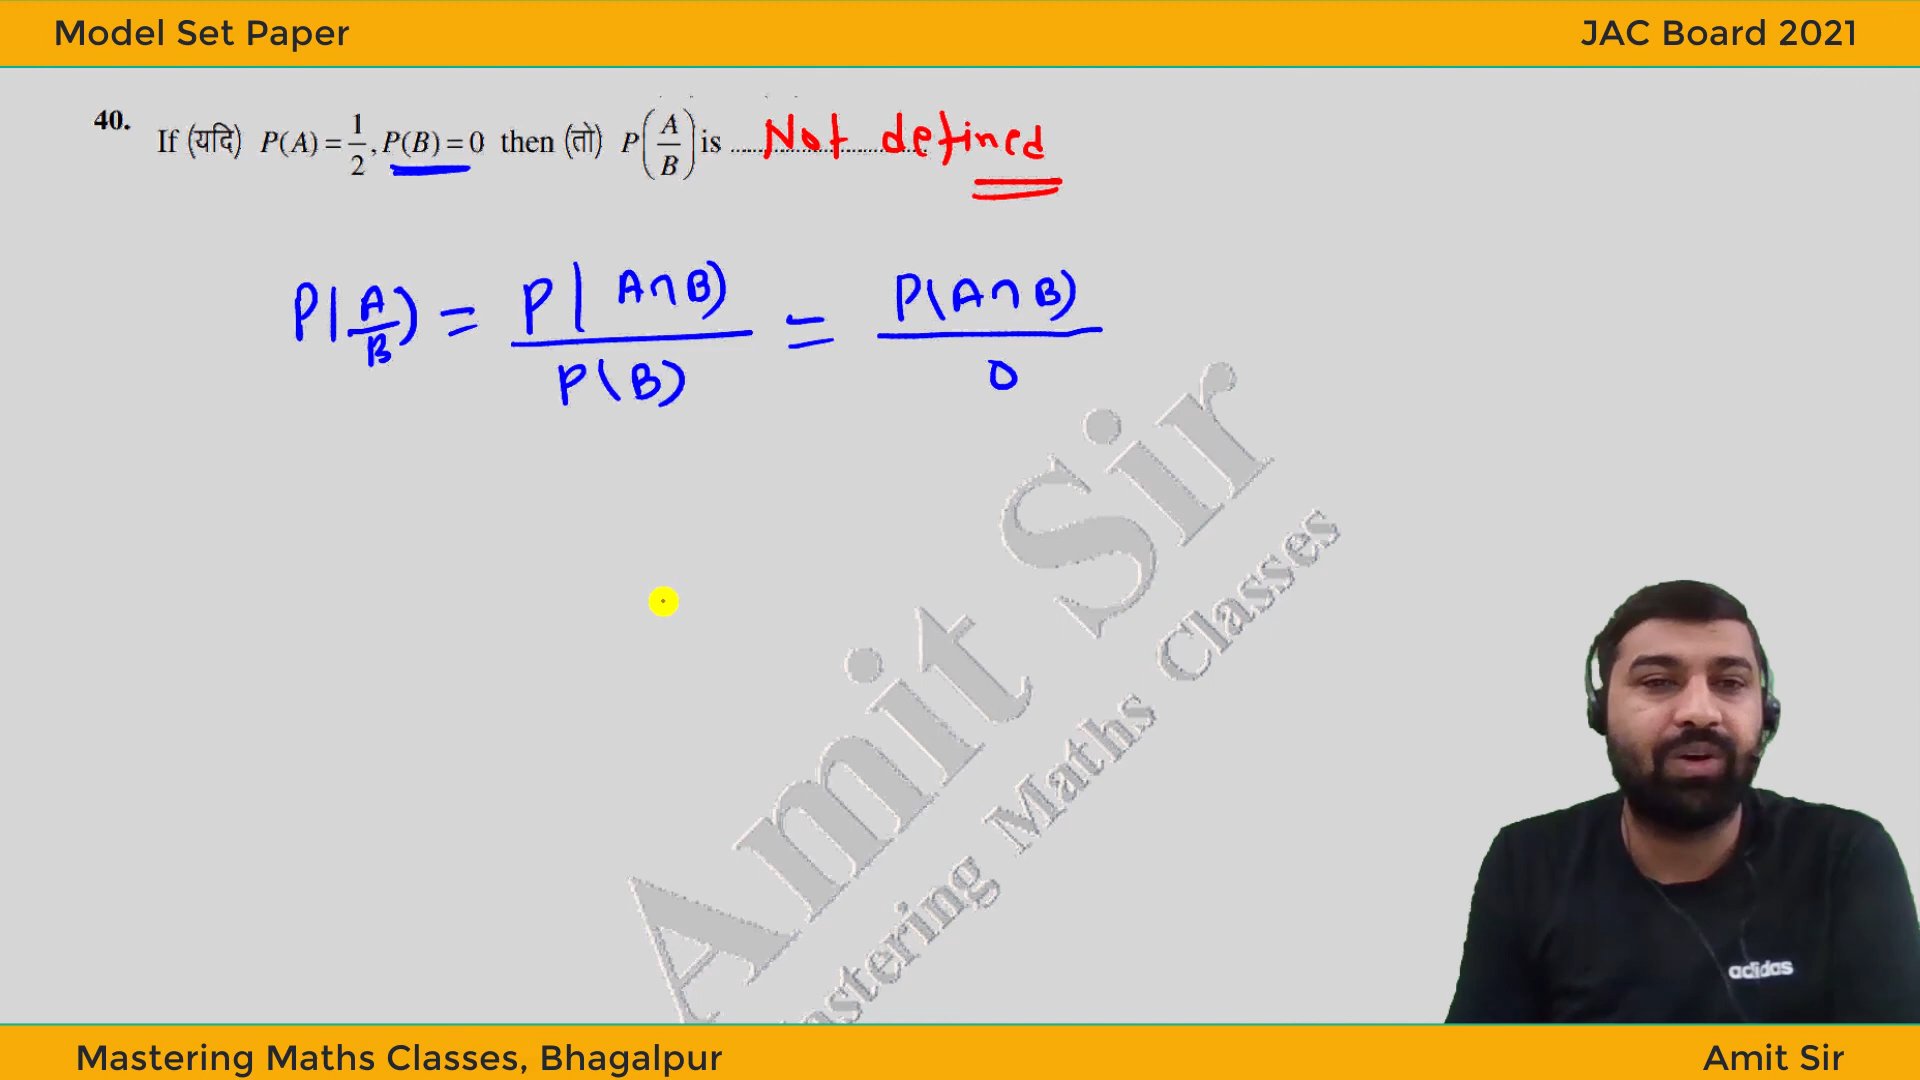 Model Set Paper
JAC Board 2021
40. If (यदि) P(A) = 1/2, P(B) = 0 then (तो) P(A/B) is .......... Not defined
P(A/B) = P(A∩B)/P(B) = P(A∩B)/0
Amit Sir
Maths Classes
adidas
Mastering Maths Classes, Bhagalpur
Amit Sir